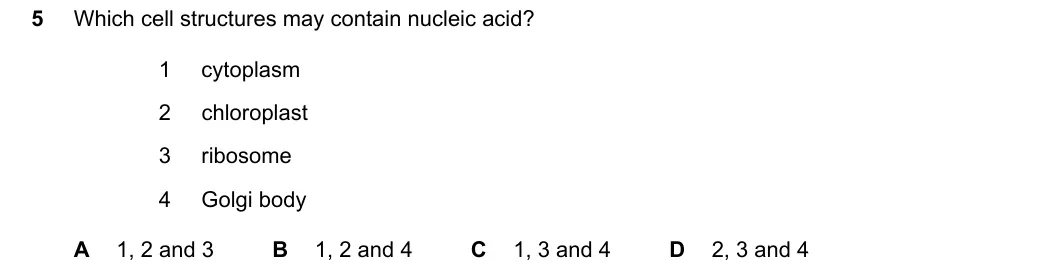 5 Which cell structures may contain nucleic acid?
1 cytoplasm
2 chloroplast
3 ribosome
4 Golgi body
A 1, 2 and 3 B 1, 2 and 4 C 1, 3 and 4 D 2, 3 and 4